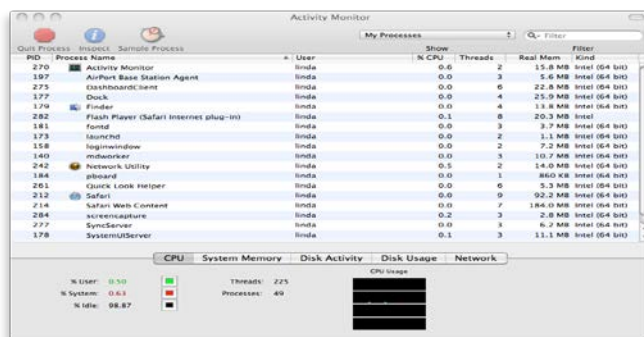 Activity Monitor
My Processes
Filter
Quit Process Inspect Sample Process Show Filter
PID Process Name User % CPU Threads Real Mem Kind
270 Activity Monitor linda 0.6 2 15.8 MB Intel (64 bit)
197 AirPort Base Station Agent linda 0.0 3 5.6 MB Intel (64 bit)
275 DashboardClient linda 0.0 6 22.8 MB Intel (64 bit)
177 Dock linda 0.0 4 25.9 MB Intel (64 bit)
179 Finder linda 0.0 4 13.8 MB Intel (64 bit)
282 Flash Player (Safari Internet plug-in) linda 0.1 8 20.3 MB Intel
181 fontd linda 0.0 3 3.7 MB Intel (64 bit)
173 launchd linda 0.0 2 1.1 MB Intel (64 bit)
158 loginwindow linda 0.0 2 7.2 MB Intel (64 bit)
140 mdworker linda 0.0 3 10.7 MB Intel (64 bit)
242 Network Utility linda 0.5 2 14.0 MB Intel (64 bit)
184 pboard linda 0.0 1 860 KB Intel (64 bit)
261 Quick Look Helper linda 0.0 6 5.3 MB Intel (64 bit)
212 Safari linda 0.0 9 92.2 MB Intel (64 bit)
214 Safari Web Content linda 0.0 7 184.0 MB Intel (64 bit)
284 screencapture linda 0.2 3 2.8 MB Intel (64 bit)
277 SyncServer linda 0.0 3 6.2 MB Intel (64 bit)
178 SystemUIServer linda 0.1 3 11.1 MB Intel (64 bit)
CPU System Memory Disk Activity Disk Usage Network
CPU Usage
% User: 0.50 Threads: 225
% System: 0.63 Processes: 49
% Idle: 98.87